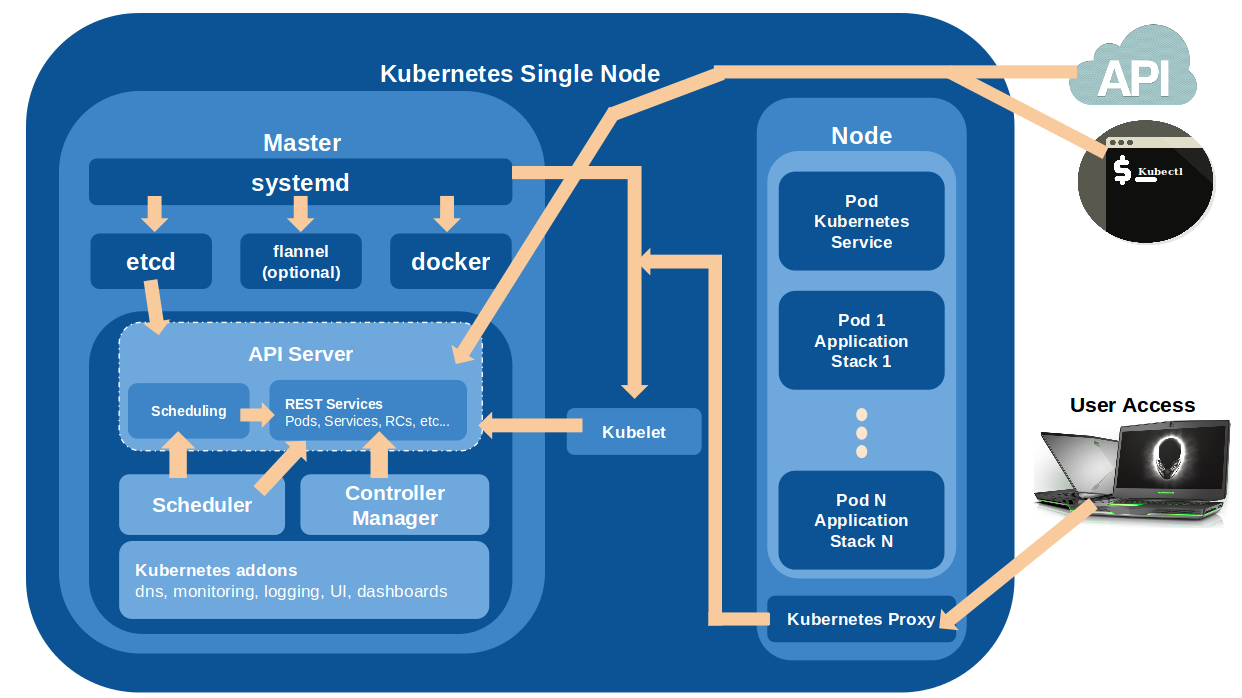 Kubernetes Single Node
API
$ Kubectl
Master
systemd
etcd
flannel
(optional)
docker
API Server
Scheduling
REST Services
Pods, Services, RCs, etc...
Scheduler
Controller
Manager
Kubernetes addons
dns, monitoring, logging, UI, dashboards
Kubelet
Node
Pod
Kubernetes
Service
Pod 1
Application
Stack 1
Pod N
Application
Stack N
Kubernetes Proxy
User Access